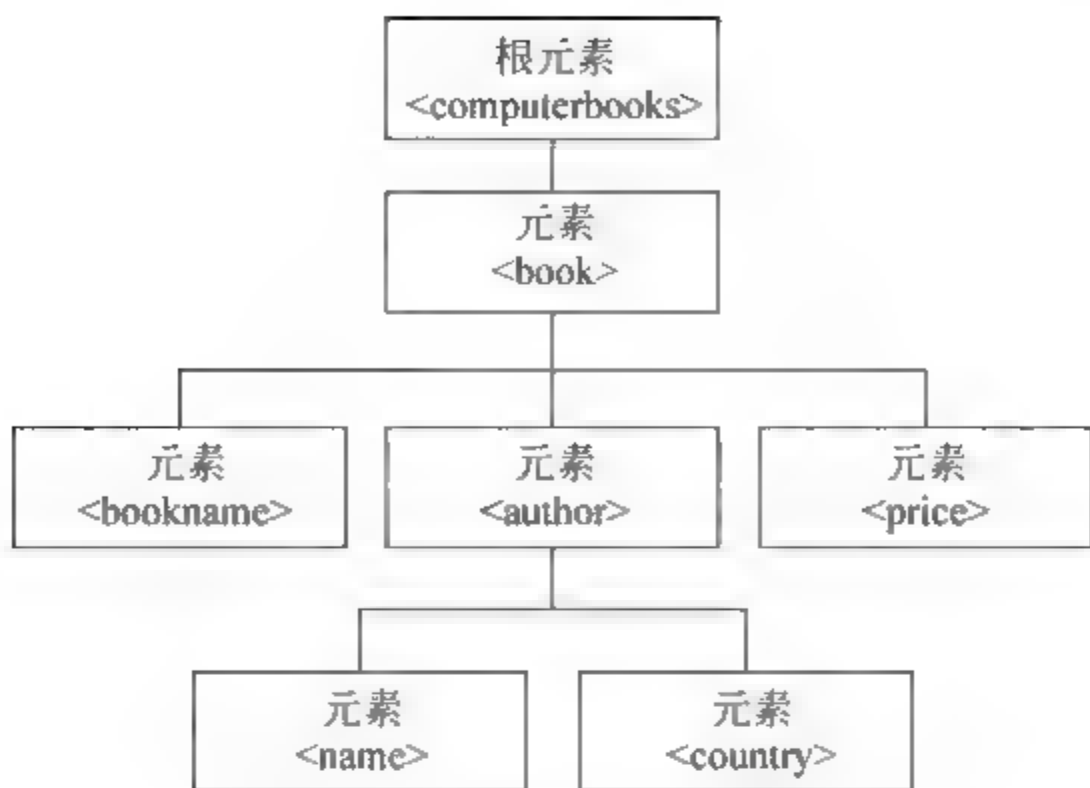 根元素
<computerbooks>
元素
<book>
元素
<bookname>
元素
<author>
元素
<price>
元素
<name>
元素
<country>